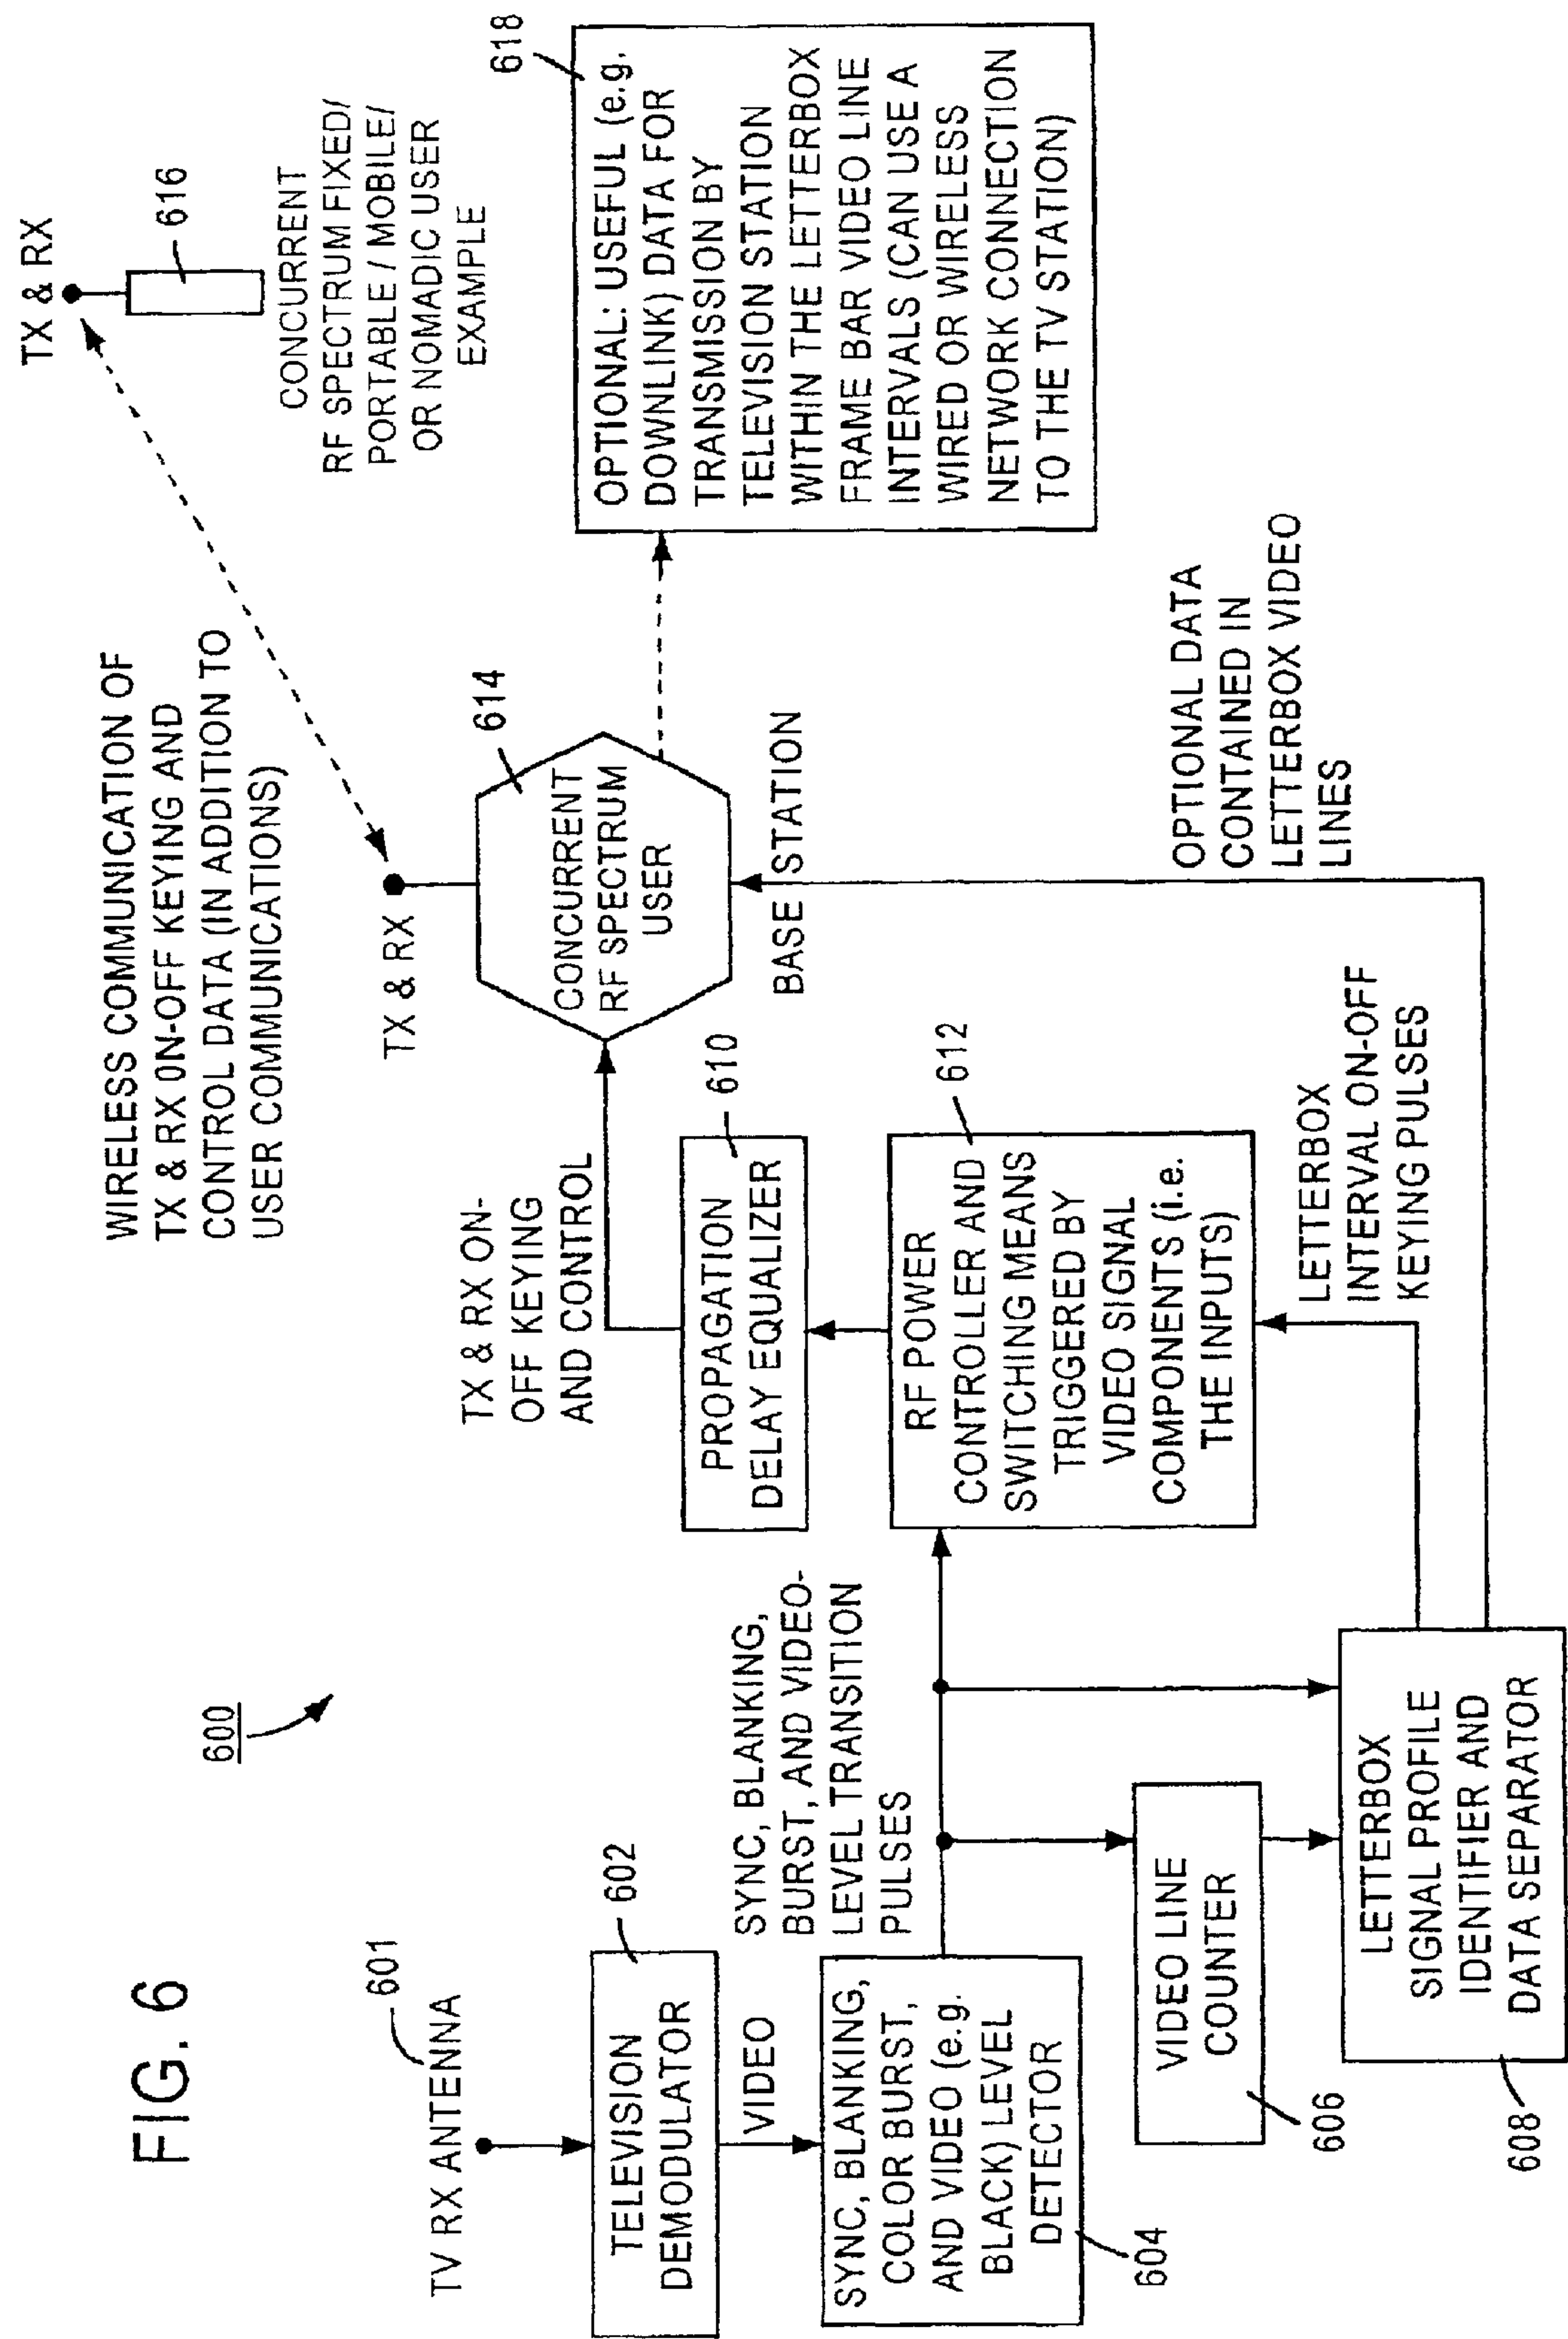 FIG. 6
600
TV RX ANTENNA
601
TELEVISION
DEMODULATOR
602
VIDEO
SYNC, BLANKING,
COLOR BURST,
AND VIDEO (e.g.
BLACK) LEVEL
DETECTOR
604
SYNC, BLANKING,
BURST, AND VIDEO-
LEVEL TRANSITION
PULSES
VIDEO LINE
COUNTER
606
LETTERBOX
SIGNAL PROFILE
IDENTIFIER AND
DATA SEPARATOR
608
TX & RX ON-
OFF KEYING
AND CONTROL
PROPAGATION
DELAY EQUALIZER
610
RF POWER
CONTROLLER AND
SWITCHING MEANS
TRIGGERED BY
VIDEO SIGNAL
COMPONENTS (i.e.
THE INPUTS)
612
LETTERBOX
INTERVAL ON-OFF
KEYING PULSES
WIRELESS COMMUNICATION OF
TX & RX ON-OFF KEYING AND
CONTROL DATA (IN ADDITION TO
USER COMMUNICATIONS)
TX & RX
CONCURRENT
RF SPECTRUM
USER
614
BASE STATION
OPTIONAL DATA
CONTAINED IN
LETTERBOX VIDEO
LINES
TX & RX
616
CONCURRENT
RF SPECTRUM FIXED/
PORTABLE / MOBILE/
OR NOMADIC USER
EXAMPLE
618
OPTIONAL: USEFUL (e.g.
DOWNLINK) DATA FOR
TRANSMISSION BY
TELEVISION STATION
WITHIN THE LETTERBOX
FRAME BAR VIDEO LINE
INTERVALS (CAN USE A
WIRED OR WIRELESS
NETWORK CONNECTION
TO THE TV STATION)